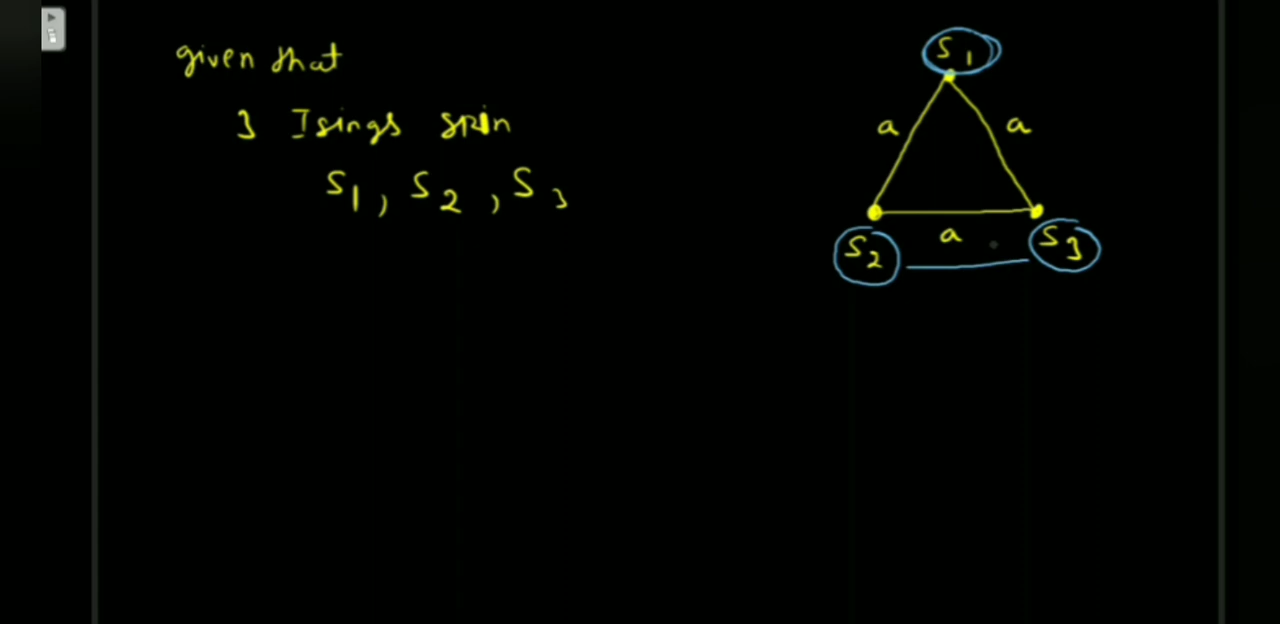 given that
3 Isings spin
S1, S2, S3
S1
a a
a
S2 S3